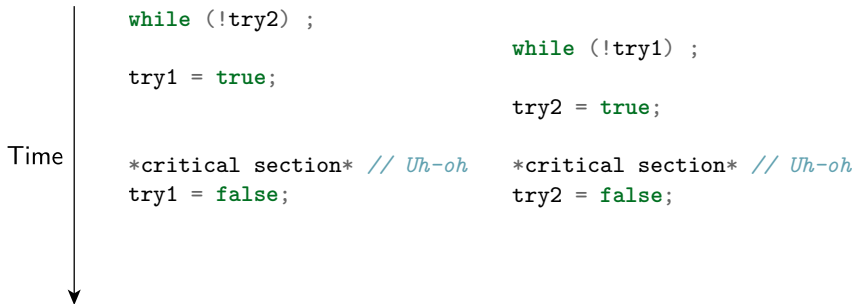 while (!try2) ;
while (!try1) ;
try1 = true;
try2 = true;
Time
*critical section* // Uh-oh
*critical section* // Uh-oh
try1 = false;
try2 = false;